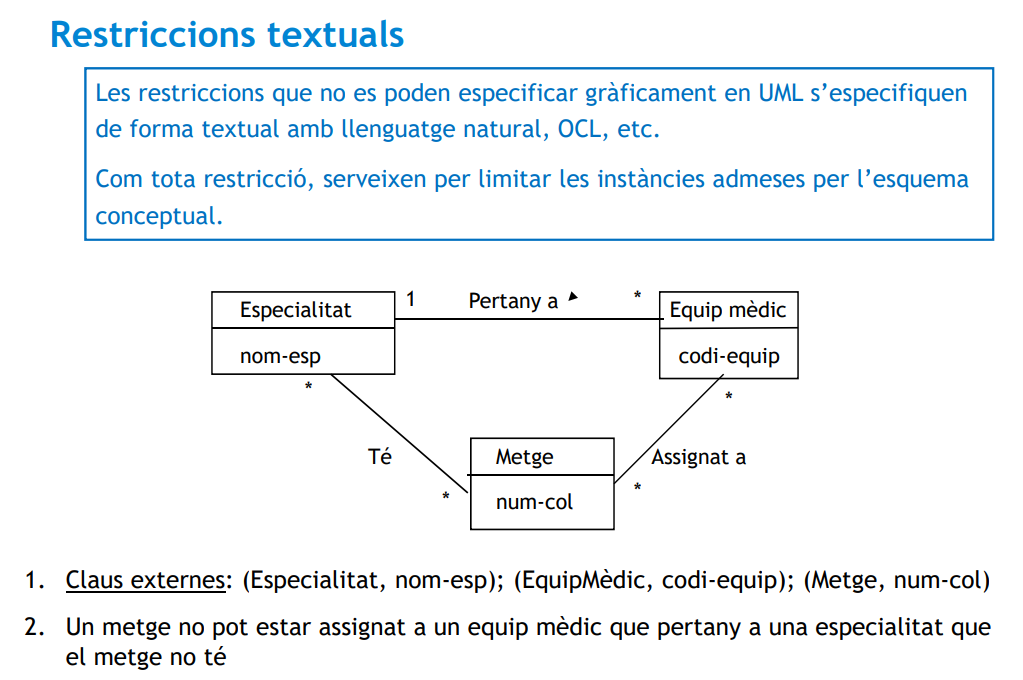 Restriccions textuals
Les restriccions que no es poden especificar gràficament en UML s’especifiquen
de forma textual amb llenguatge natural, OCL, etc.
Com tota restricció, serveixen per limitar les instàncies admeses per l’esquema
conceptual.
Especialitat
1
Pertany a
*
Equip mèdic
nom-esp
codi-equip
*
*
Té
Metge
Assignat a
*
*
num-col
1. Claus externes: (Especialitat, nom-esp); (EquipMèdic, codi-equip); (Metge, num-col)
2. Un metge no pot estar assignat a un equip mèdic que pertany a una especialitat que
el metge no té